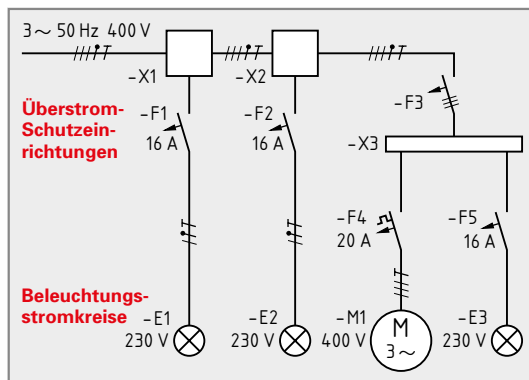 3 ~ 50 Hz 400 V
–X1
–X2
–F3
Überstrom-
Schutzein-
richtungen
–F1
16 A
–F2
16 A
–X3
–F4
20 A
–F5
16 A
Beleuchtungs-
stromkreise
–E1
230 V
–E2
230 V
–M1
400 V
M
3 ~
–E3
230 V